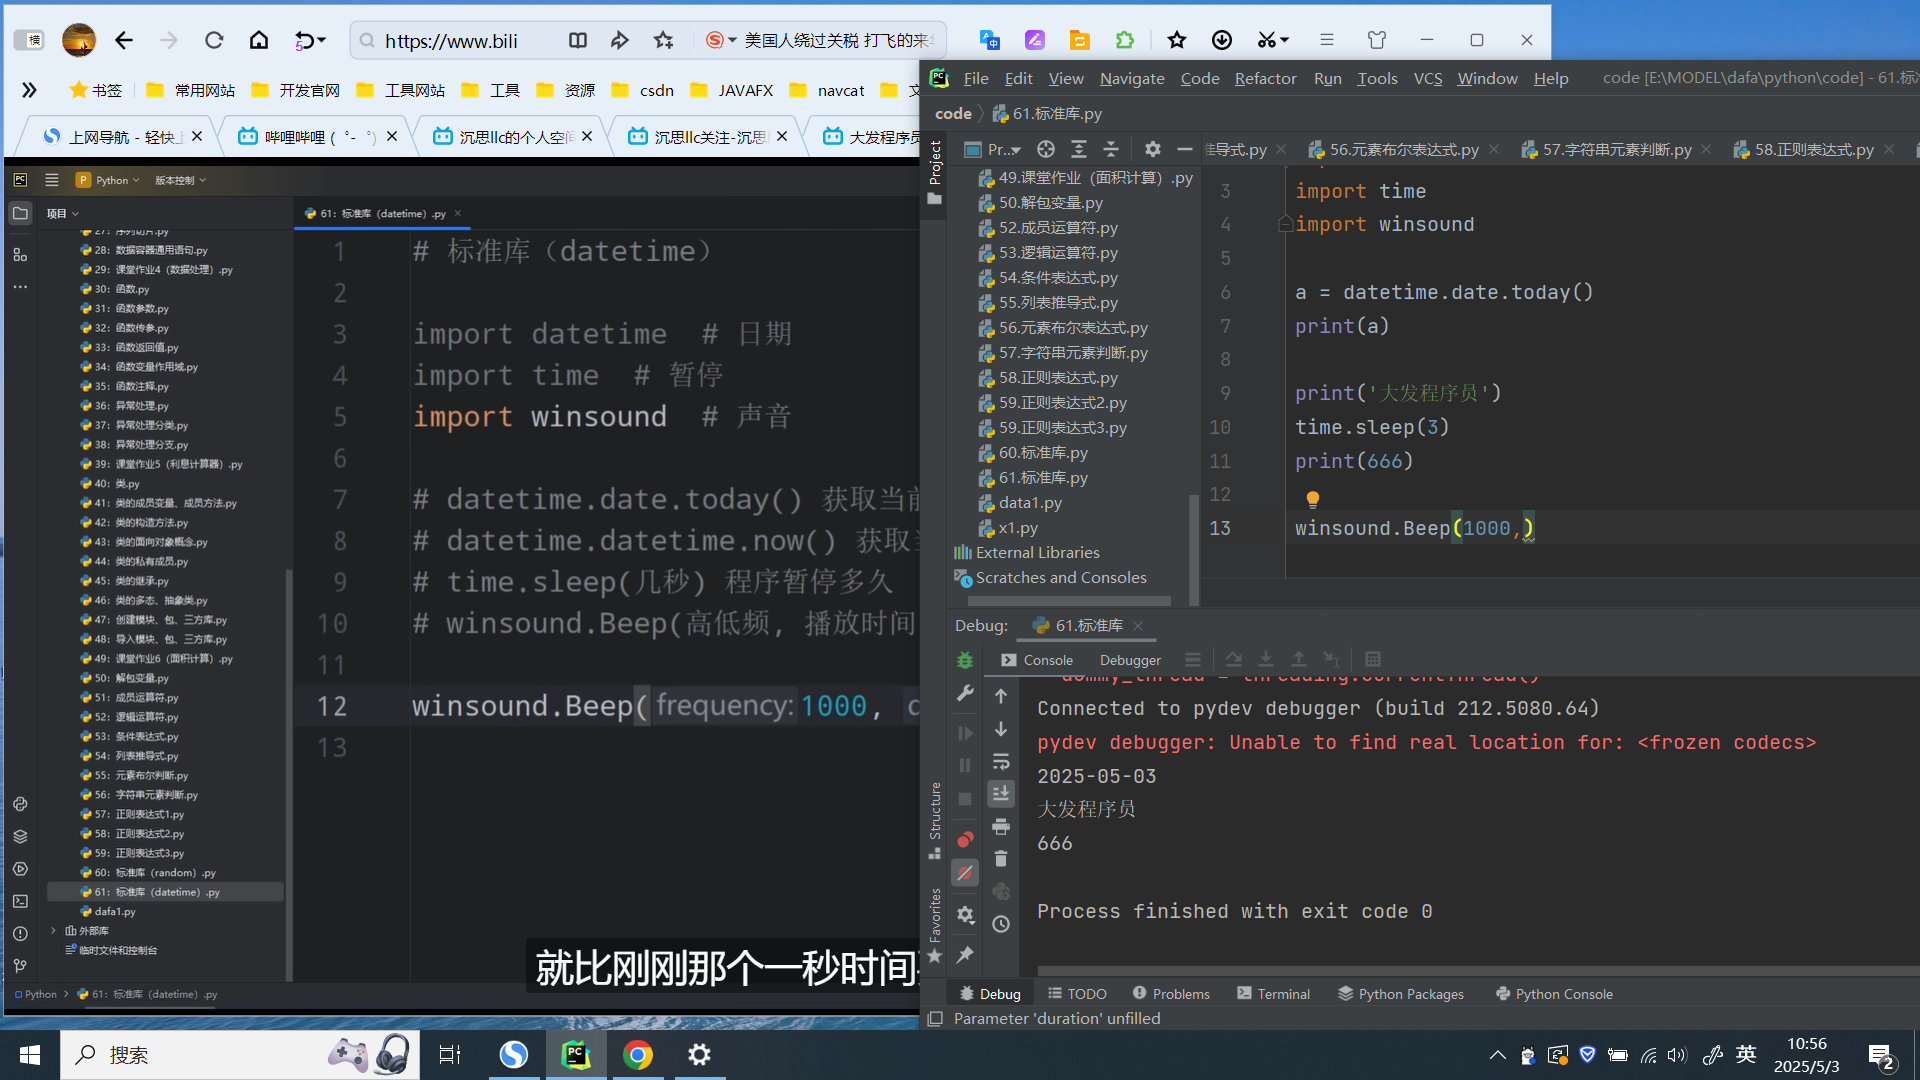 横
https://www.bili
美国人绕过关税 打飞的来
书签
常用网站
开发官网
工具网站
工具
资源
csdn
JAVAFX
navcat
上网导航 - 轻快上
哔哩哔哩 (゜-゜)
沉思llc的个人空间
沉思llc关注-沉思l
大发程序员
P Python
版本控制
项目
61：标准库（datetime）.py
27：序列切片.py
28：数据容器通用语句.py
29：课堂作业4（数据处理）.py
30：函数.py
31：函数参数.py
32：函数传参.py
33：函数返回值.py
34：函数变量作用域.py
35：函数注释.py
36：异常处理.py
37：异常处理分类.py
38：异常处理分支.py
39：课堂作业5（利息计算器）.py
40：类.py
41：类的成员变量、成员方法.py
42：类的构造方法.py
43：类的面向对象概念.py
44：类的私有成员.py
45：类的继承.py
46：类的多态、抽象类.py
47：创建模块、包、三方库.py
48：导入模块、包、三方库.py
49：课堂作业6（面积计算）.py
50：解包变量.py
51：成员运算符.py
52：逻辑运算符.py
53：条件表达式.py
54：列表推导式.py
55：元素布尔判断.py
56：字符串元素判断.py
57：正则表达式1.py
58：正则表达式2.py
59：正则表达式3.py
60：标准库（random）.py
61：标准库（datetime）.py
dafa1.py
外部库
临时文件和控制台
1 # 标准库（datetime）
2
3 import datetime # 日期
4 import time # 暂停
5 import winsound # 声音
6
7 # datetime.date.today() 获取当前
8 # datetime.datetime.now() 获取
9 # time.sleep(几秒) 程序暂停多久
10 # winsound.Beep(高低频, 播放时间
11
12 winsound.Beep( frequency: 1000,
13
就比刚刚那个一秒时间
Python > 61：标准库（datetime）.py
File Edit View Navigate Code Refactor Run Tools VCS Window Help code [E:\MODEL\dafa\python\code] - 61.标准
code 61.标准库.py
Project
Pr...
推导式.py
56.元素布尔表达式.py
57.字符串元素判断.py
58.正则表达式.py
49.课堂作业（面积计算）.py
50.解包变量.py
52.成员运算符.py
53.逻辑运算符.py
54.条件表达式.py
55.列表推导式.py
56.元素布尔表达式.py
57.字符串元素判断.py
58.正则表达式.py
59.正则表达式2.py
59.正则表达式3.py
60.标准库.py
61.标准库.py
data1.py
x1.py
External Libraries
Scratches and Consoles
3 import time
4 import winsound
5
6 a = datetime.date.today()
7 print(a)
8
9 print('大发程序员')
10 time.sleep(3)
11 print(666)
12
13 winsound.Beep(1000,)
Debug: 61.标准库
Console Debugger
dummy_thread = threading.currentThread()
Connected to pydev debugger (build 212.5080.64)
pydev debugger: Unable to find real location for: <frozen codecs>
2025-05-03
大发程序员
666
Process finished with exit code 0
Structure
Favorites
Debug TODO Problems Terminal Python Packages Python Console
Parameter 'duration' unfilled
搜索
英
10:56
2025/5/3
2